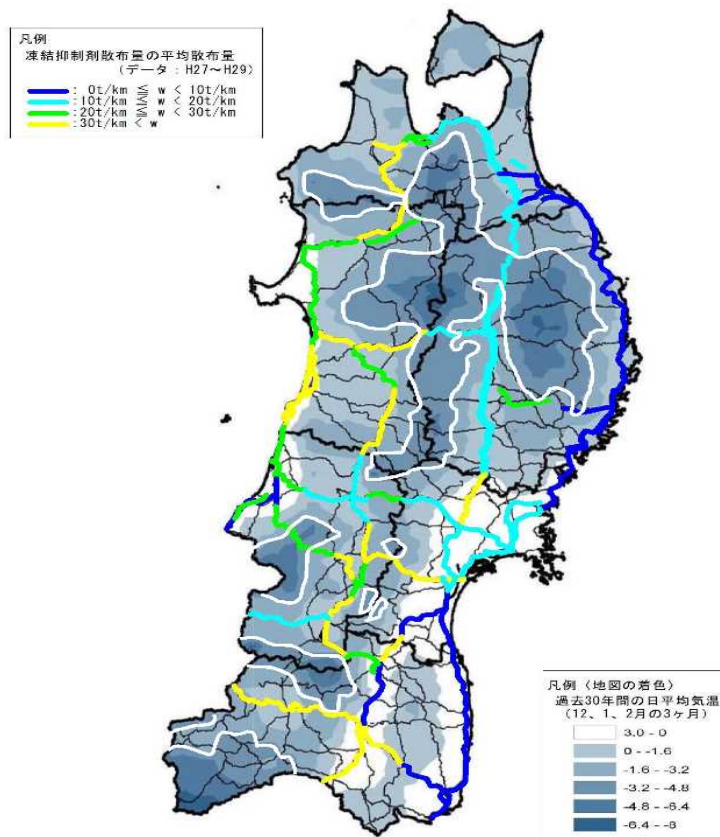 凡例
凍結抑制剤散布量の平均散布量
(データ：H27～H29)
: 0t/km ≦ w < 10t/km
:10t/km ≦ w < 20t/km
:20t/km ≦ w < 30t/km
:30t/km < w
凡例（地図の着色）
過去30年間の日平均気温
（12、1、2月の3ヶ月）
3.0 - 0
0 - -1.6
-1.6 - -3.2
-3.2 - -4.8
-4.8 - -6.4
-6.4 - -8